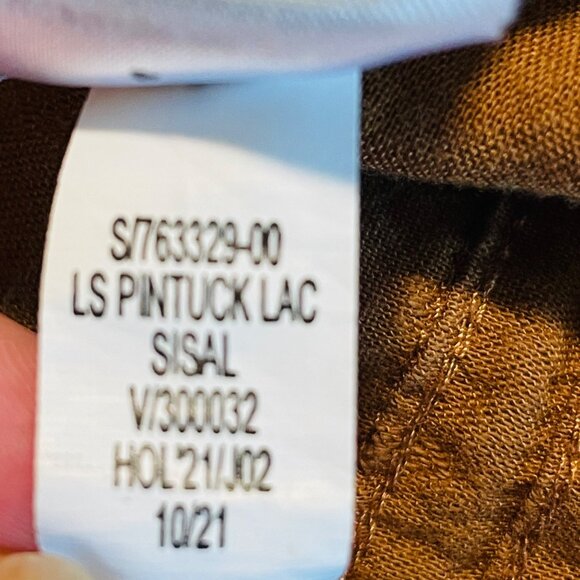 S/763329-00
LS PINTUCK LAC
SISAL
V/300032
HOL'21/J02
10/21